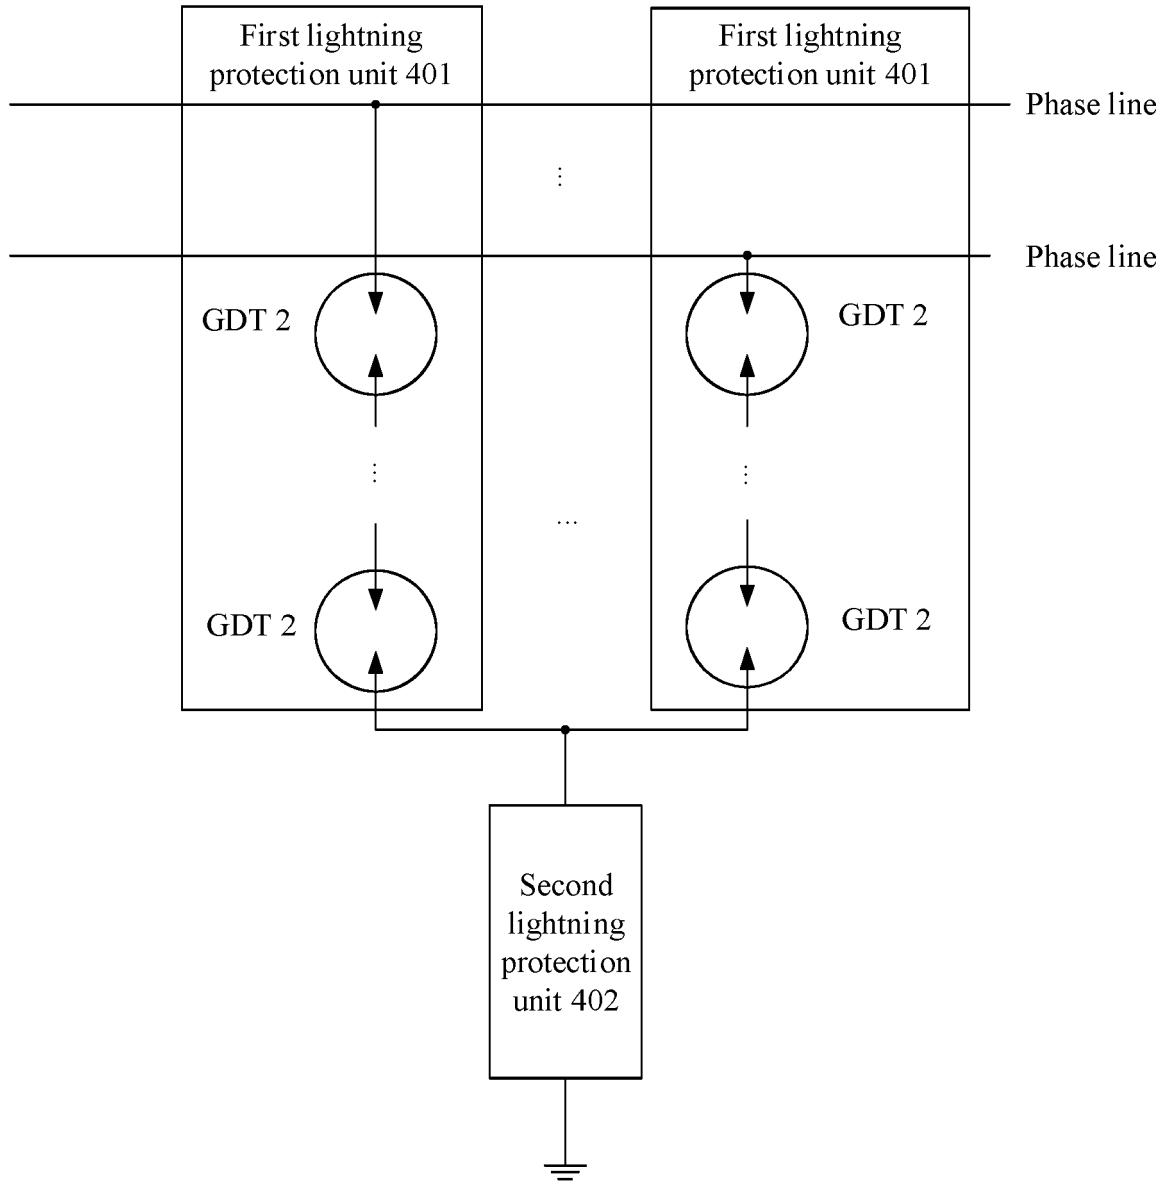 First lightning
protection unit 401
First lightning
protection unit 401
Phase line
Phase line
GDT 2
GDT 2
GDT 2
GDT 2
Second
lightning
protection
unit 402